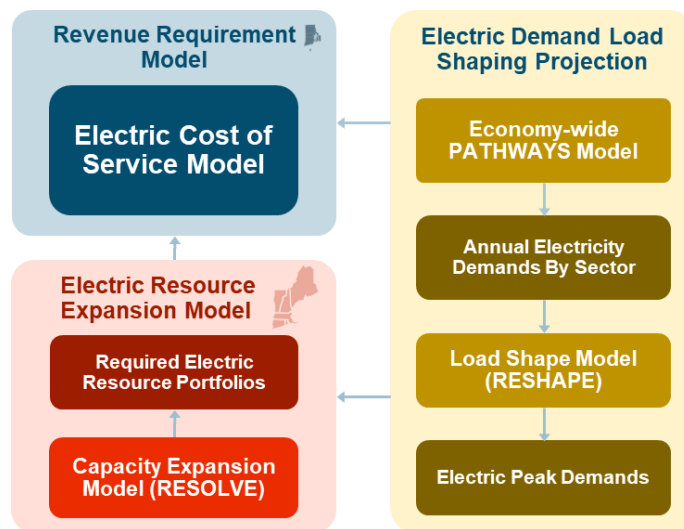 Revenue Requirement
Model
Electric Cost of
Service Model
Electric Resource
Expansion Model
Required Electric
Resource Portfolios
Capacity Expansion
Model (RESOLVE)
Electric Demand Load
Shaping Projection
Economy-wide
PATHWAYS Model
Annual Electricity
Demands By Sector
Load Shape Model
(RESHAPE)
Electric Peak Demands